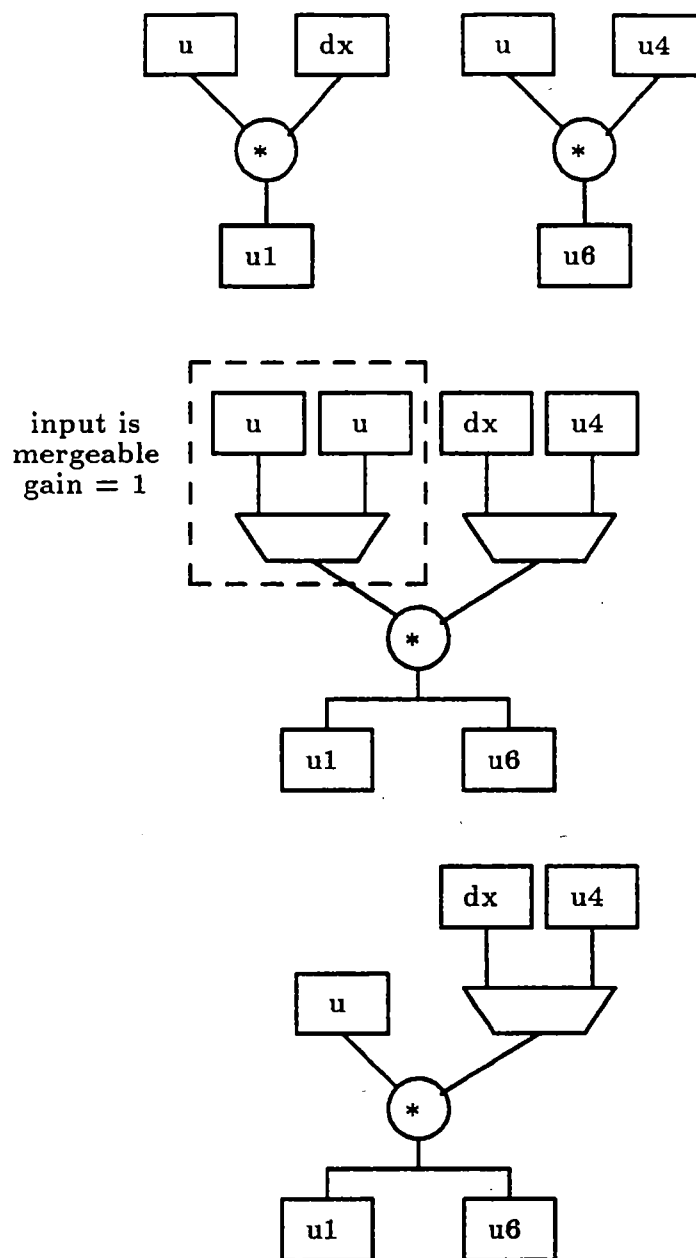 u dx u u4
* *
u1 u6
input is
mergeable
gain = 1
u u dx u4
*
u1 u6
dx u4
u
*
u1 u6